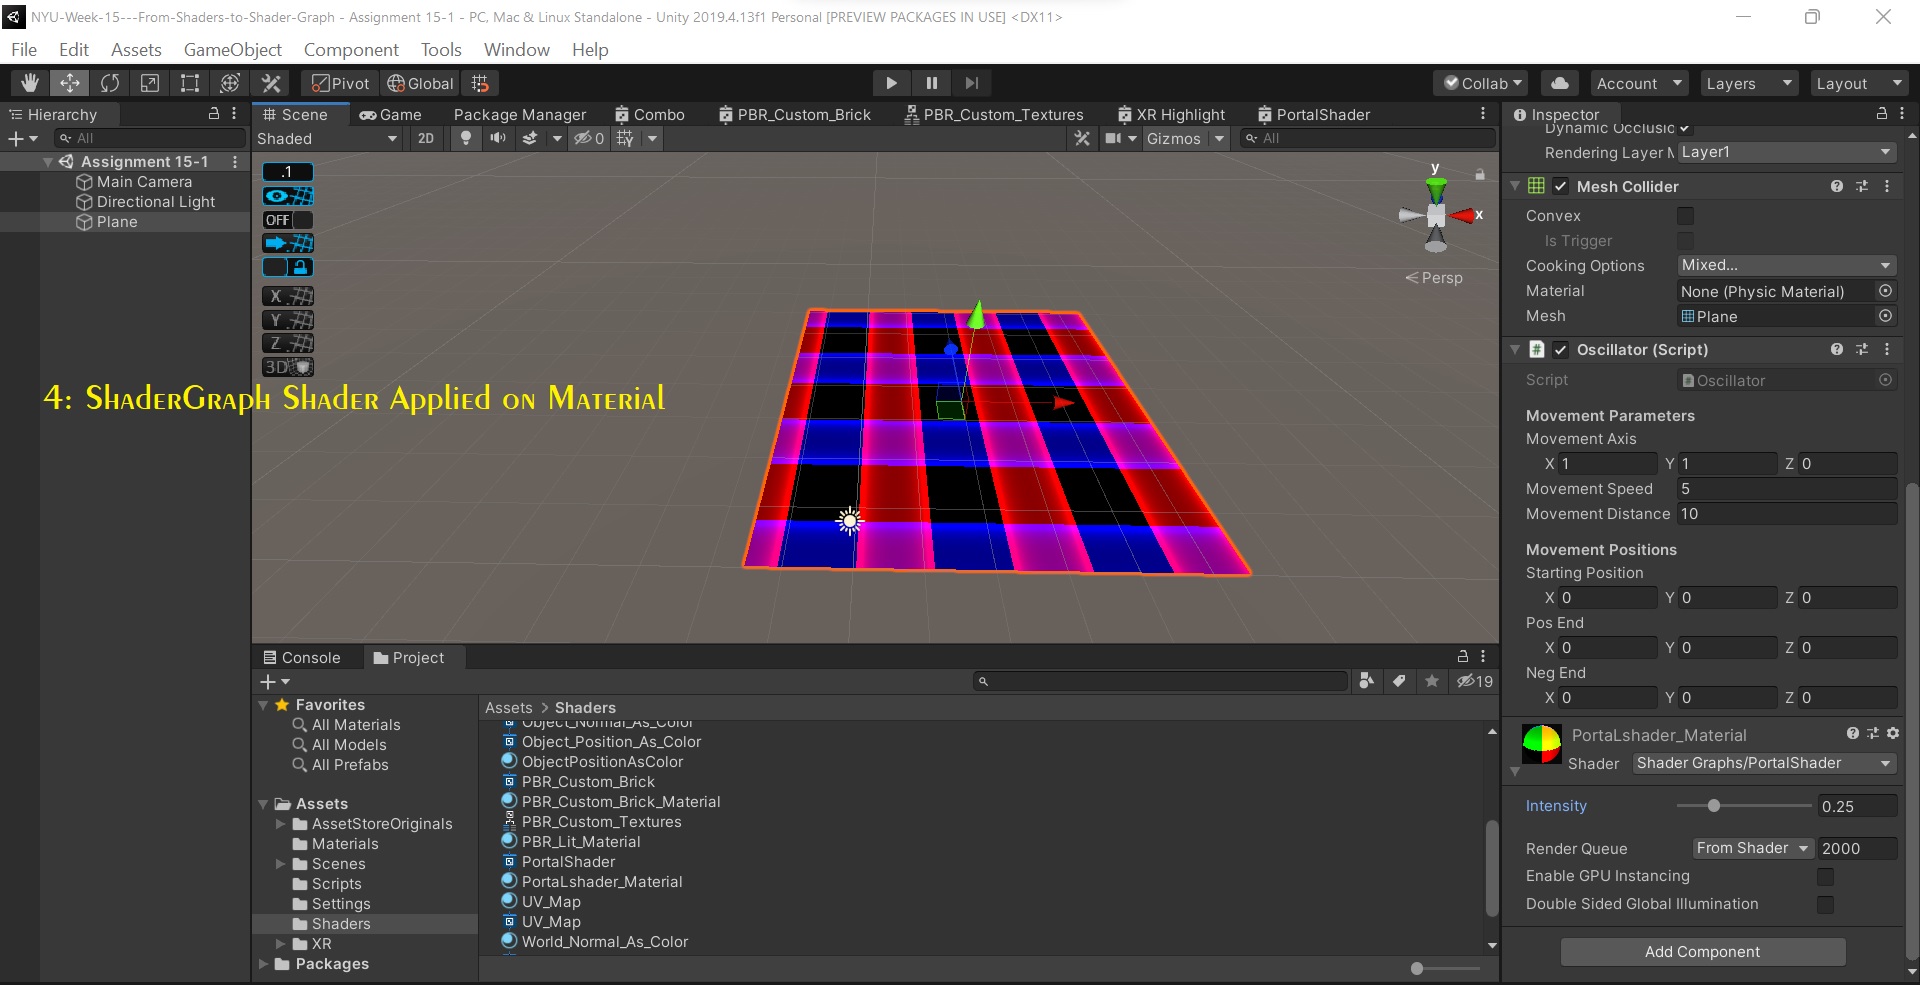 NYU-Week-15---From-Shaders-to-Shader-Graph - Assignment 15-1 - PC, Mac & Linux Standalone - Unity 2019.4.13f1 Personal [PREVIEW PACKAGES IN USE] <DX11>
File Edit Assets GameObject Component Tools Window Help
Pivot Global Collab Account Layers Layout
Hierarchy
All
Assignment 15-1
Main Camera
Directional Light
Plane
Scene Game Package Manager Combo PBR_Custom_Brick PBR_Custom_Textures XR Highlight PortalShader
Shaded 2D 0 Gizmos All
.1
OFF
X
Y
Z
3D
y
x
Persp
4: ShaderGraph Shader Applied on Material
Console Project
19
Favorites
All Materials
All Models
All Prefabs
Assets
AssetStoreOriginals
Materials
Scenes
Scripts
Settings
Shaders
XR
Packages
Assets > Shaders
Object_Normal_As_Color
Object_Position_As_Color
ObjectPositionAsColor
PBR_Custom_Brick
PBR_Custom_Brick_Material
PBR_Custom_Textures
PBR_Lit_Material
PortalShader
PortaLshader_Material
UV_Map
UV_Map
World_Normal_As_Color
Inspector
Dynamic Occlusic
Rendering Layer M Layer1
Mesh Collider
Convex
Is Trigger
Cooking Options Mixed...
Material None (Physic Material)
Mesh Plane
Oscillator (Script)
Script Oscillator
Movement Parameters
Movement Axis
X 1 Y 1 Z 0
Movement Speed 5
Movement Distance 10
Movement Positions
Starting Position
X 0 Y 0 Z 0
Pos End
X 0 Y 0 Z 0
Neg End
X 0 Y 0 Z 0
PortaLshader_Material
Shader Shader Graphs/PortalShader
Intensity 0.25
Render Queue From Shader 2000
Enable GPU Instancing
Double Sided Global Illumination
Add Component